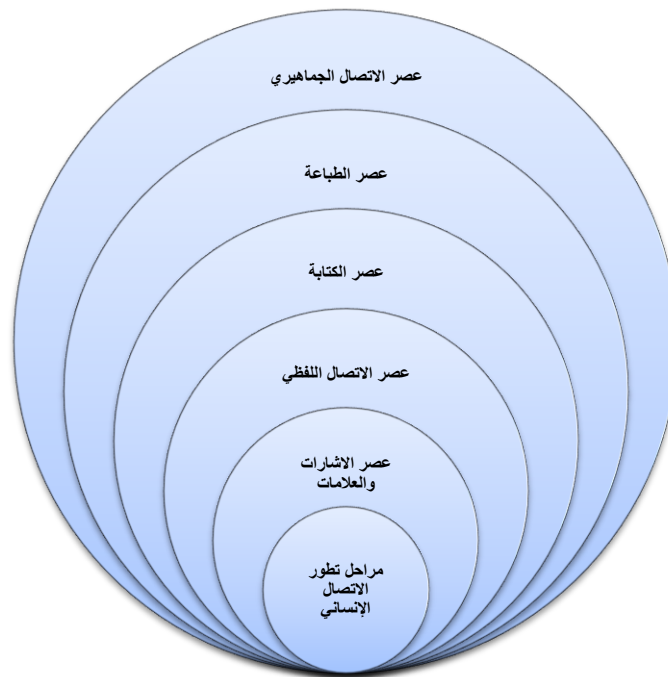 عصر الاتصال الجماهيري
عصر الطباعة
عصر الكتابة
عصر الاتصال اللفظي
عصر الاشارات
والعلامات
مراحل تطور
الاتصال
الإنساني